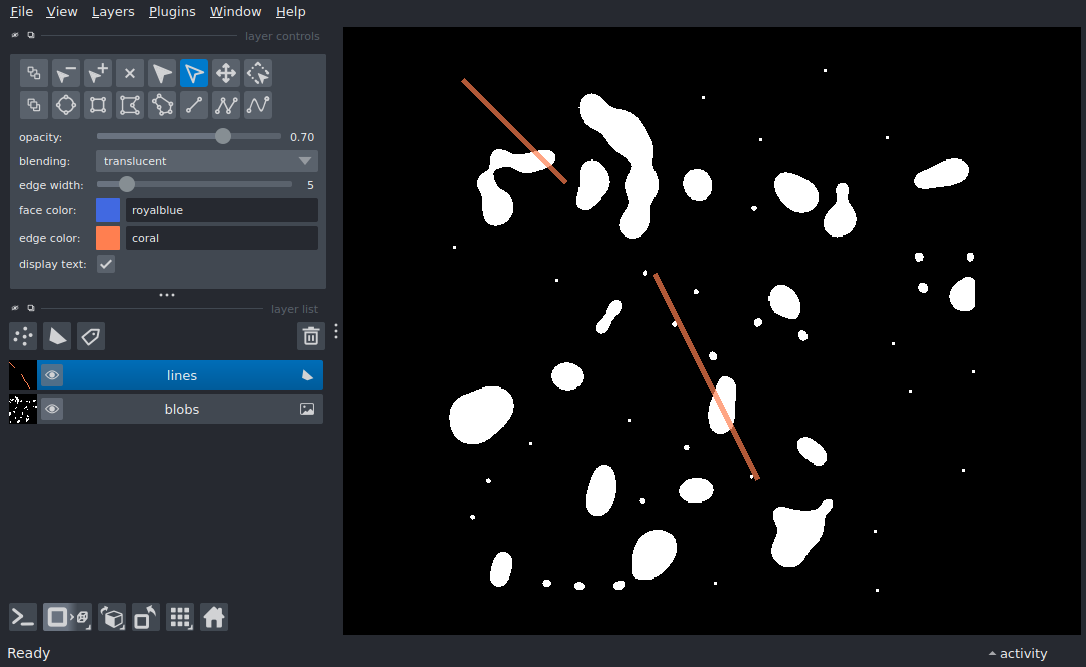 File View Layers Plugins Window Help
layer controls
opacity: 0.70
blending: translucent
edge width: 5
face color: royalblue
edge color: coral
display text:
layer list
lines
blobs
Ready
activity